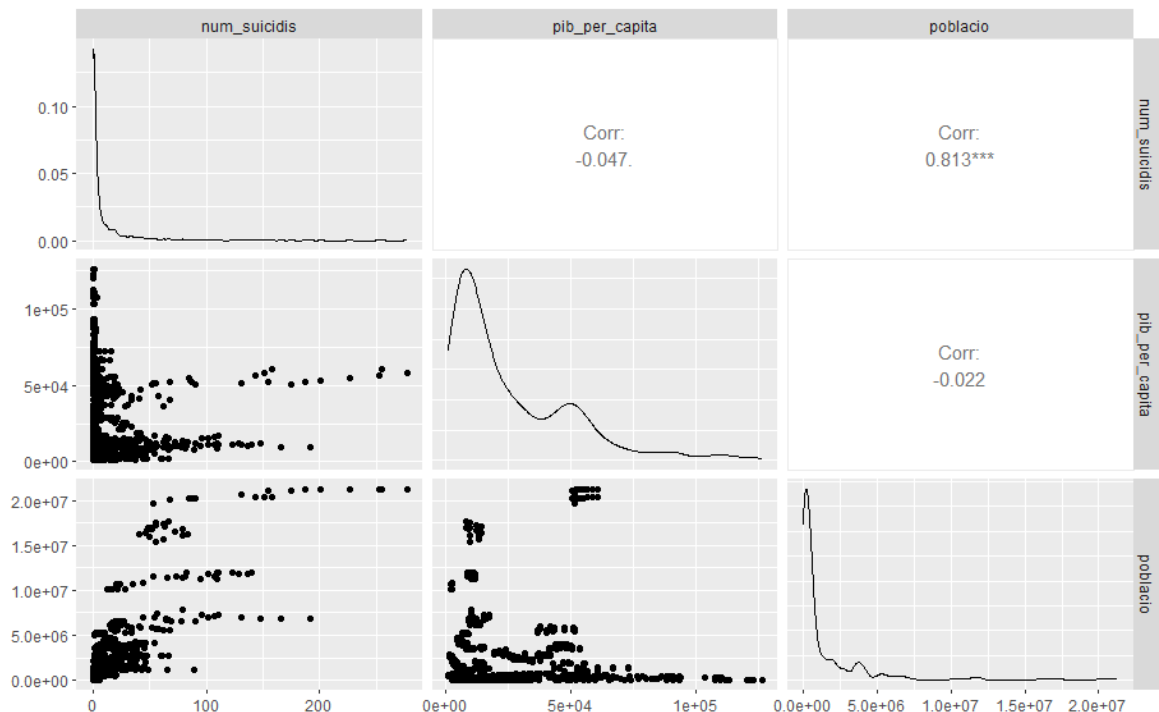 num_suicidis pib_per_capita poblacio
0.10
0.05
0.00
Corr:
-0.047.
Corr:
0.813***
num_suicidis
1e+05
5e+04
0e+00
Corr:
-0.022
pib_per_capita
2.0e+07
1.5e+07
1.0e+07
5.0e+06
0.0e+00
poblacio
0 100 200 0e+00 5e+04 1e+05 0.0e+00 5.0e+06 1.0e+07 1.5e+07 2.0e+07